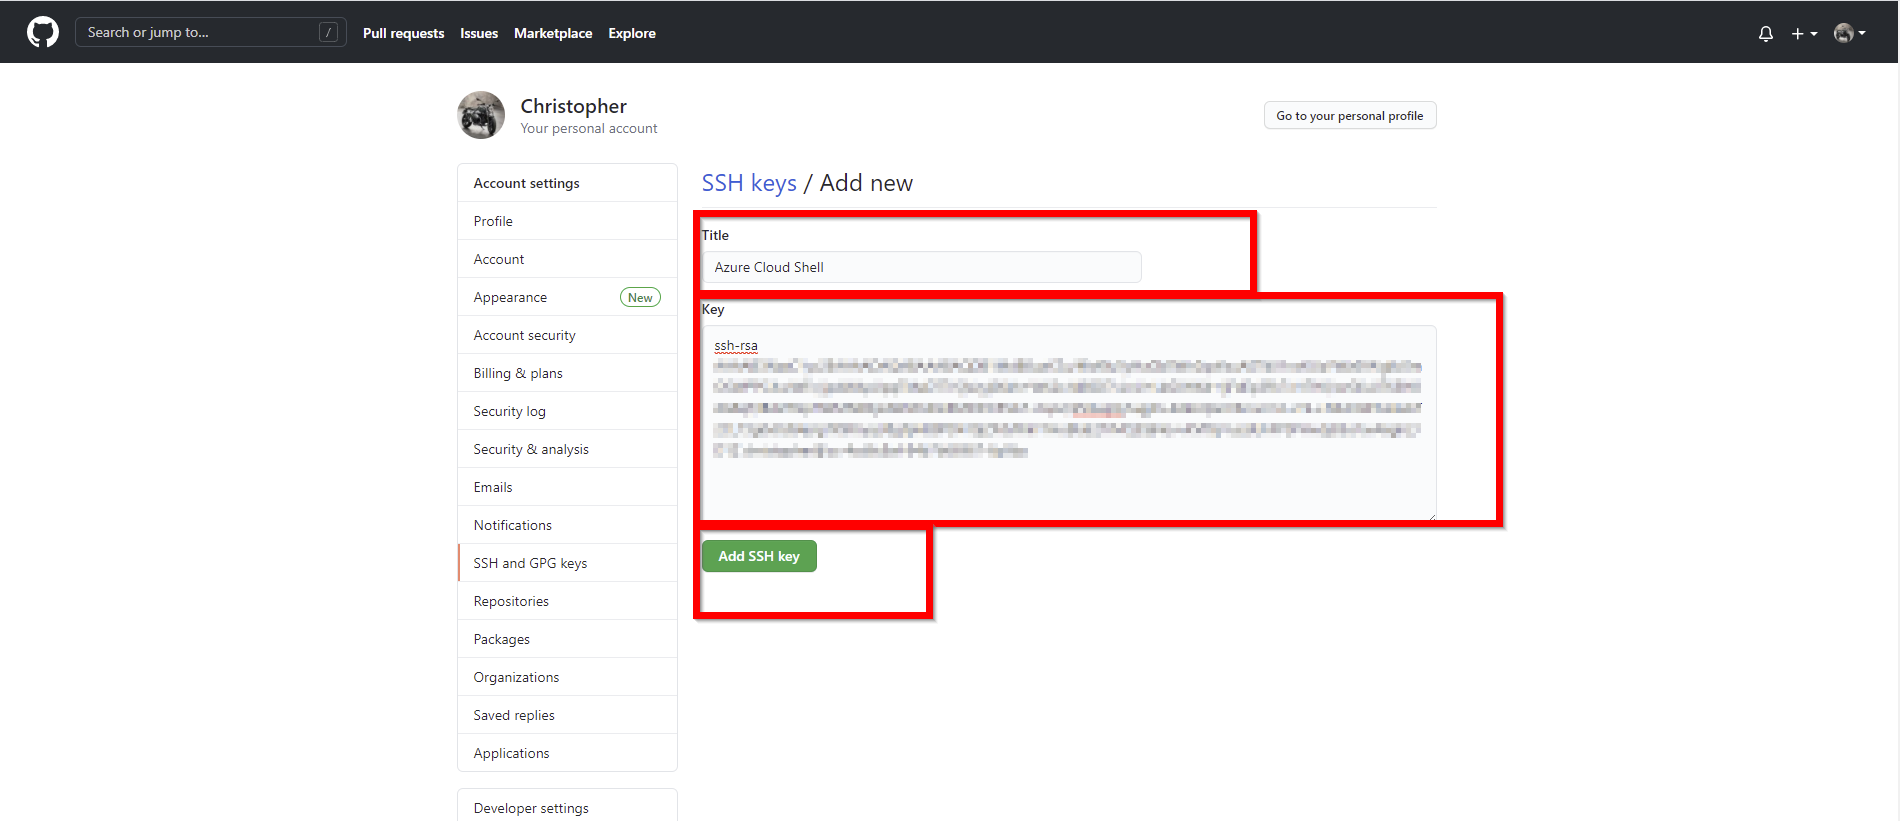 Search or jump to... /
Pull requests Issues Marketplace Explore
Christopher
Your personal account
Go to your personal profile
Account settings
Profile
Account
Appearance New
Account security
Billing & plans
Security log
Security & analysis
Emails
Notifications
SSH and GPG keys
Repositories
Packages
Organizations
Saved replies
Applications
Developer settings
SSH keys / Add new
Title
Azure Cloud Shell
Key
ssh-rsa
Add SSH key